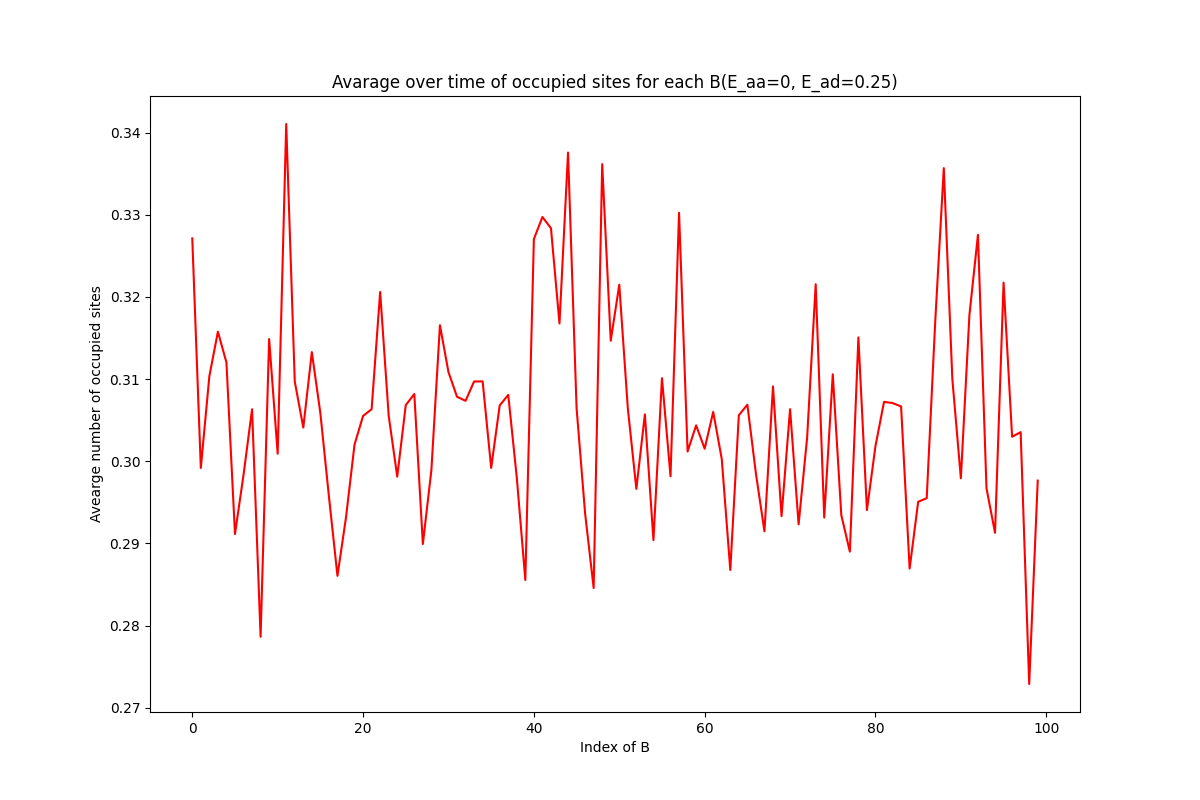 Avarage over time of occupied sites for each B(E_aa=0, E_ad=0.25)
0.34
0.33
0.32
0.31
0.30
0.29
0.28
0.27
Avearge number of occupied sites
0 20 40 60 80 100
Index of B